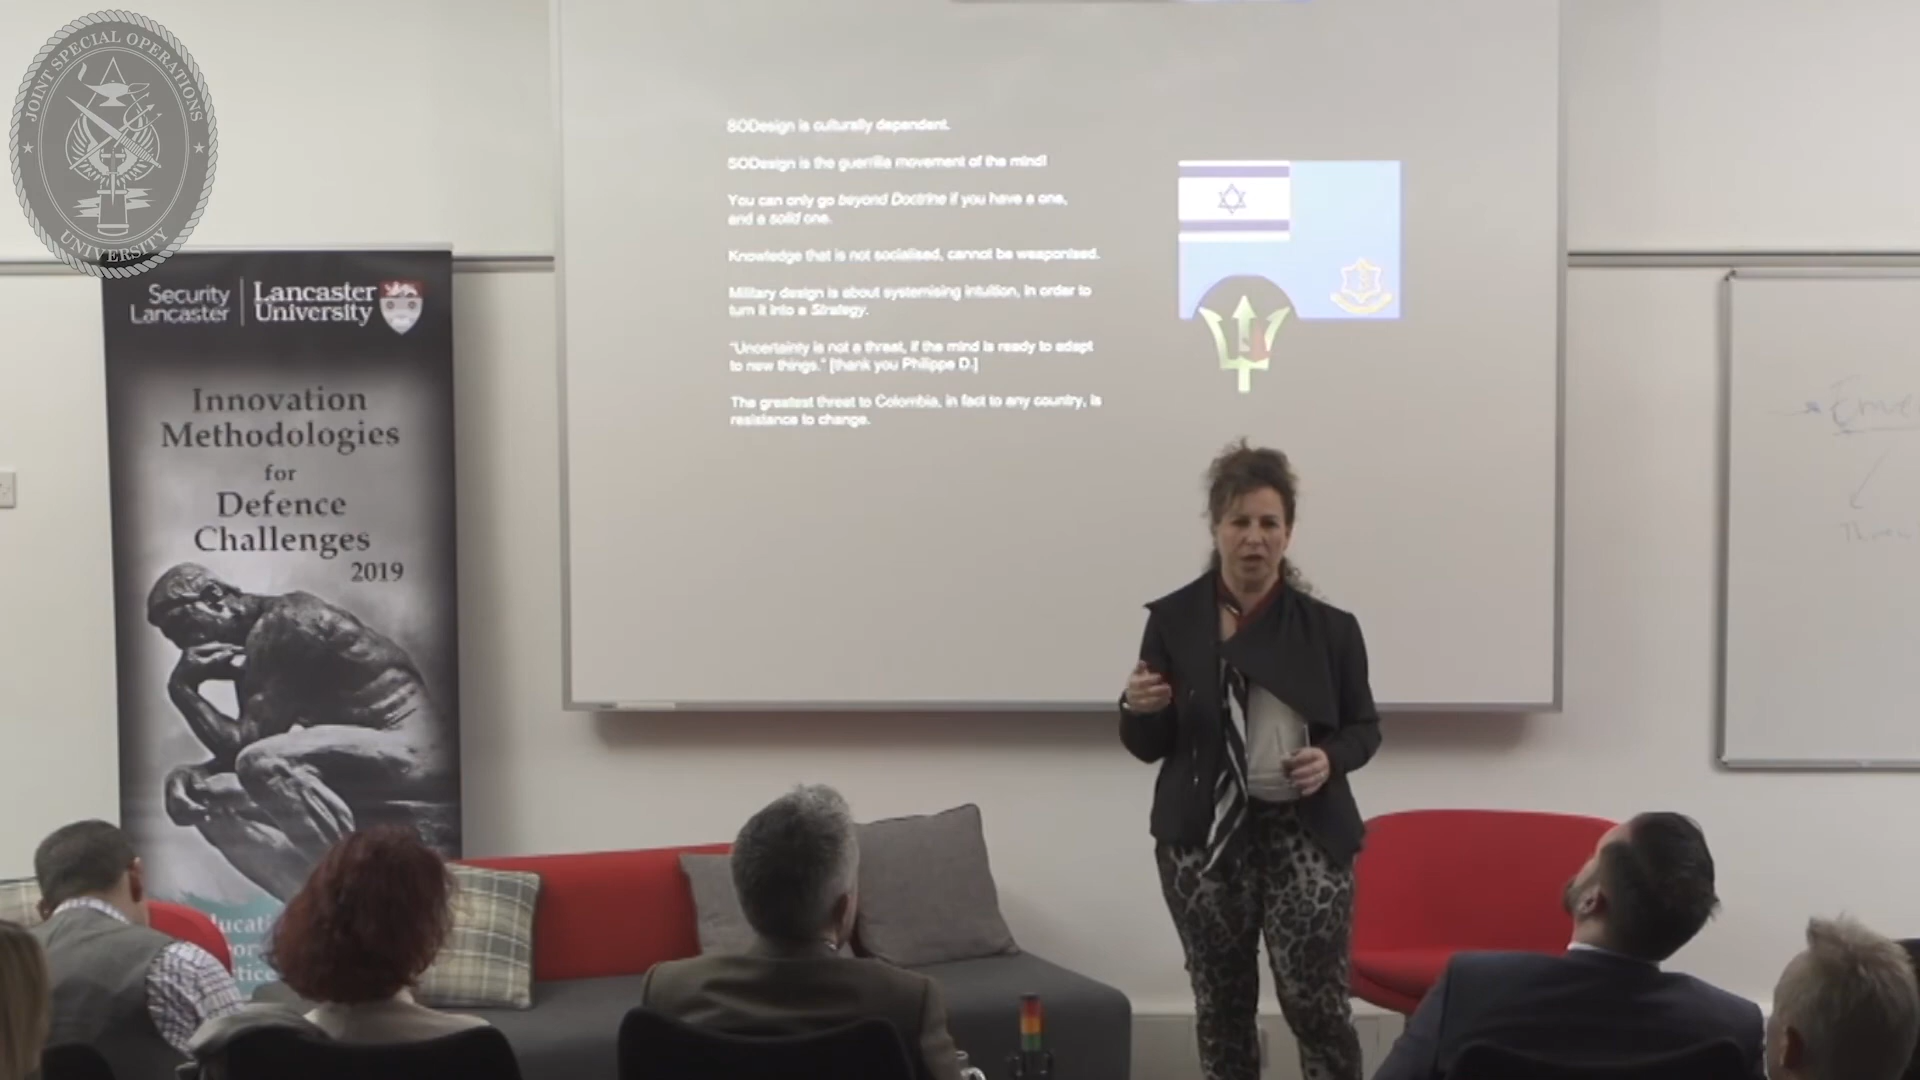 JOINT SPECIAL OPERATIONS
UNIVERSITY
Security
Lancaster
Lancaster
University
Innovation
Methodologies
for
Defence
Challenges
2019
SODesign is culturally dependent.
SODesign is the guerrilla movement of the mind!
You can only go beyond Doctrine if you have a one,
and a solid one.
Knowledge that is not socialised, cannot be weaponised.
Military design is about systemising intuition, in order to
turn it into a Strategy.
"Uncertainty is not a threat, if the mind is ready to adapt
to new things." [thank you Philippe D.]
The greatest threat to Colombia, in fact to any country, is
resistance to change.